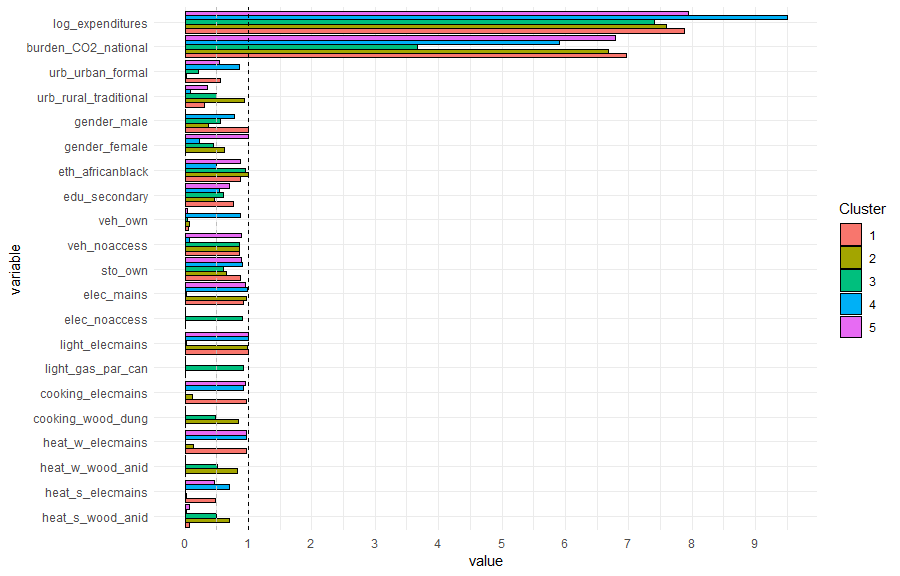 log_expenditures
burden_CO2_national
urb_urban_formal
urb_rural_traditional
gender_male
gender_female
eth_africanblack
edu_secondary
veh_own
veh_noaccess
sto_own
elec_mains
elec_noaccess
light_elecmains
light_gas_par_can
cooking_elecmains
cooking_wood_dung
heat_w_elecmains
heat_w_wood_anid
heat_s_elecmains
heat_s_wood_anid
variable
0 1 2 3 4 5 6 7 8 9
value
Cluster
1
2
3
4
5